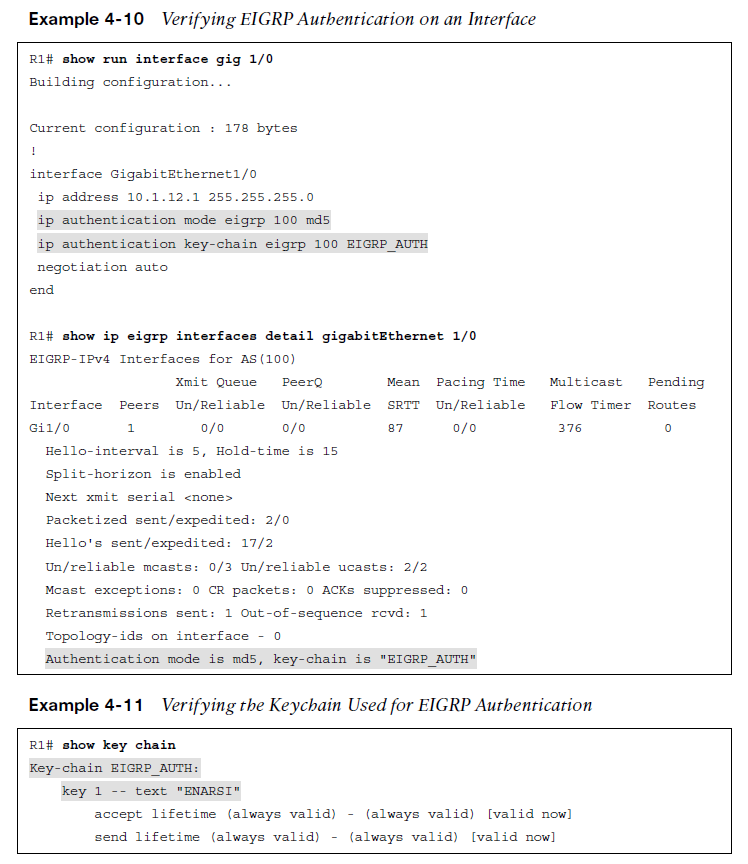 Example 4-10 Verifying EIGRP Authentication on an Interface
R1# show run interface gig 1/0
Building configuration...
Current configuration : 178 bytes
!
interface GigabitEthernet1/0
ip address 10.1.12.1 255.255.255.0
ip authentication mode eigrp 100 md5
ip authentication key-chain eigrp 100 EIGRP_AUTH
negotiation auto
end
R1# show ip eigrp interfaces detail gigabitEthernet 1/0
EIGRP-IPv4 Interfaces for AS(100)
Xmit Queue PeerQ Mean Pacing Time Multicast Pending
Interface Peers Un/Reliable Un/Reliable SRTT Un/Reliable Flow Timer Routes
Gi1/0 1 0/0 0/0 87 0/0 376 0
Hello-interval is 5, Hold-time is 15
Split-horizon is enabled
Next xmit serial <none>
Packetized sent/expedited: 2/0
Hello's sent/expedited: 17/2
Un/reliable mcasts: 0/3 Un/reliable ucasts: 2/2
Mcast exceptions: 0 CR packets: 0 ACKs suppressed: 0
Retransmissions sent: 1 Out-of-sequence rcvd: 1
Topology-ids on interface - 0
Authentication mode is md5, key-chain is "EIGRP_AUTH"
Example 4-11 Verifying the Keychain Used for EIGRP Authentication
R1# show key chain
Key-chain EIGRP_AUTH:
key 1 -- text "ENARSI"
accept lifetime (always valid) - (always valid) [valid now]
send lifetime (always valid) - (always valid) [valid now]